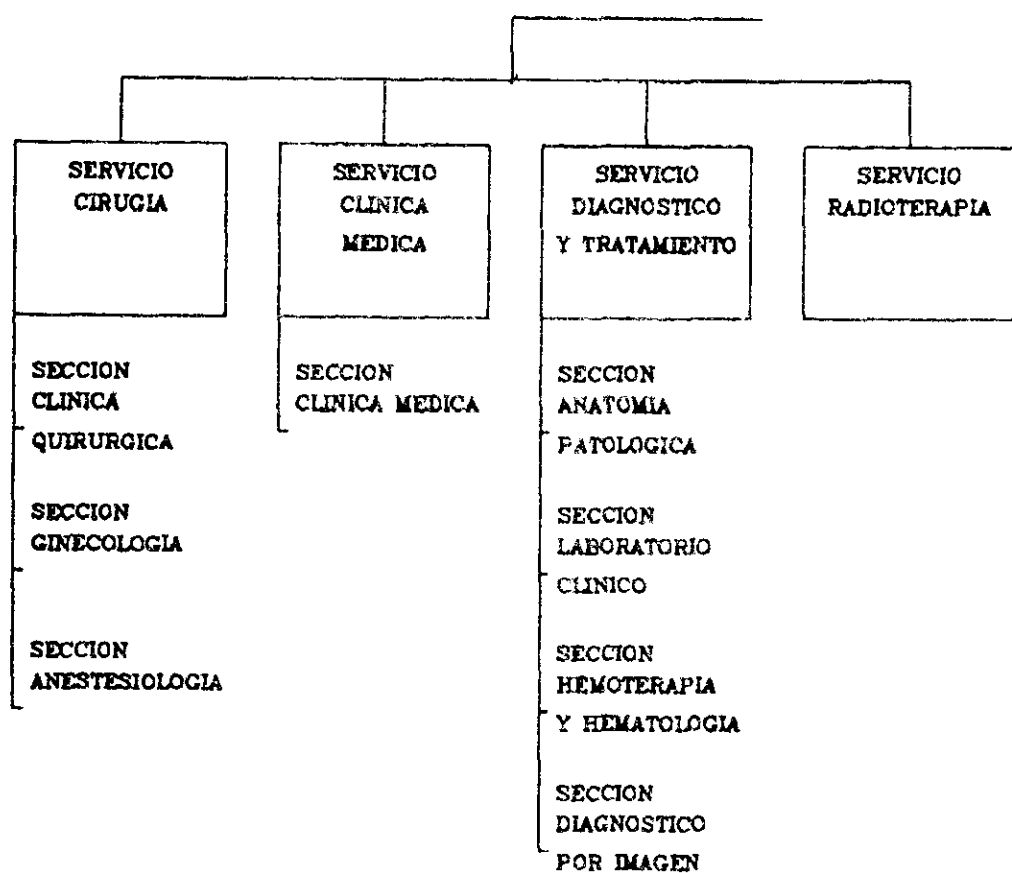 SERVICIO
CIRUGIA
SERVICIO
CLINICA
MEDICA
SERVICIO
DIAGNOSTICO
Y TRATAMIENTO
SERVICIO
RADIOTERAPIA
SECCION
CLINICA
QUIRURGICA
SECCION
GINECOLOGIA
SECCION
ANESTESIOLOGIA
SECCION
CLINICA MEDICA
SECCION
ANATOMIA
PATOLOGICA
SECCION
LABORATORIO
CLINICO
SECCION
HEMOTERAPIA
Y HEMATOLOGIA
SECCION
DIAGNOSTICO
POR IMAGEN